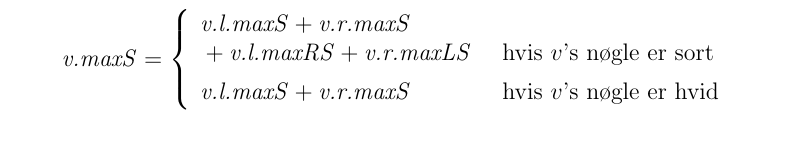 v.l.maxS + v.r.maxS
v.maxS = { + v.l.maxRS + v.r.maxLS hvis v's nøgle er sort
v.l.maxS + v.r.maxS hvis v's nøgle er hvid